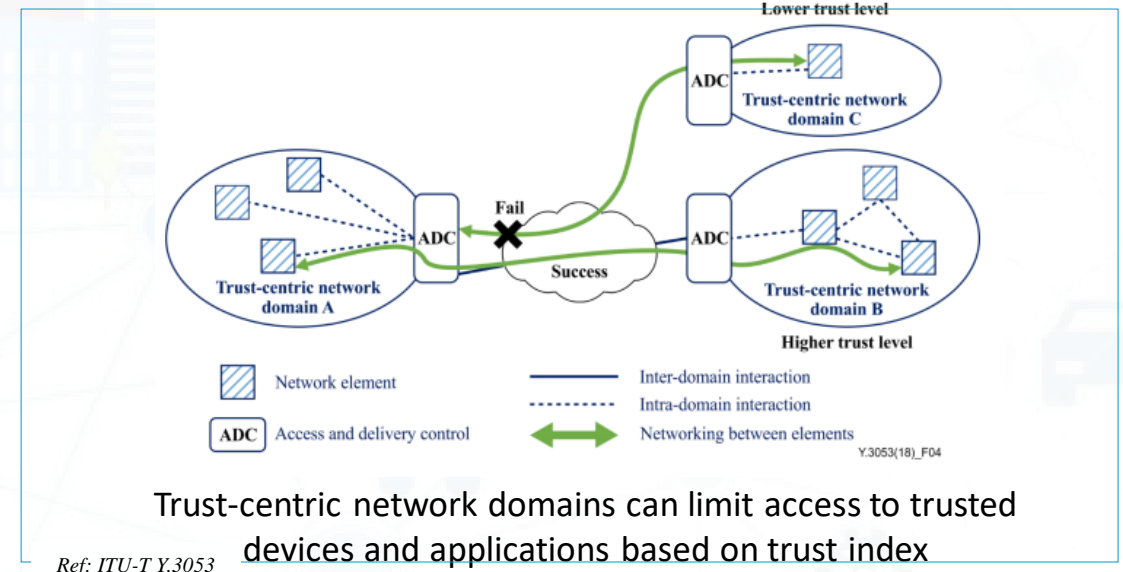 Lower trust level
ADC
Trust-centric network
domain C
Fail
ADC
ADC
Success
Trust-centric network
domain A
Trust-centric network
domain B
Higher trust level
Network element
Inter-domain interaction
Intra-domain interaction
ADC Access and delivery control
Networking between elements
Y.3053(18)_F04
Trust-centric network domains can limit access to trusted
devices and applications based on trust index
Ref: ITU-T Y.3053